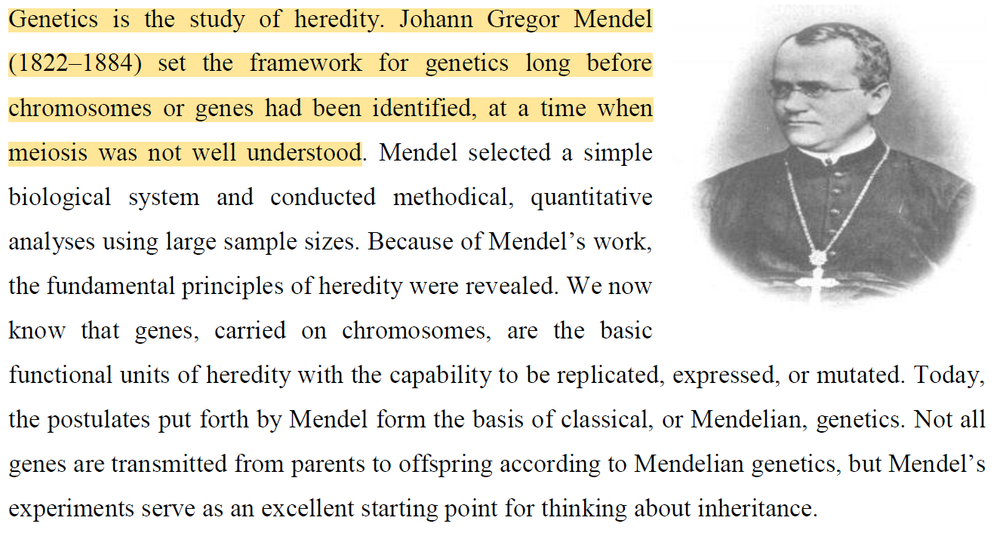 Genetics is the study of heredity. Johann Gregor Mendel
(1822–1884) set the framework for genetics long before
chromosomes or genes had been identified, at a time when
meiosis was not well understood. Mendel selected a simple
biological system and conducted methodical, quantitative
analyses using large sample sizes. Because of Mendel’s work,
the fundamental principles of heredity were revealed. We now
know that genes, carried on chromosomes, are the basic
functional units of heredity with the capability to be replicated, expressed, or mutated. Today,
the postulates put forth by Mendel form the basis of classical, or Mendelian, genetics. Not all
genes are transmitted from parents to offspring according to Mendelian genetics, but Mendel’s
experiments serve as an excellent starting point for thinking about inheritance.